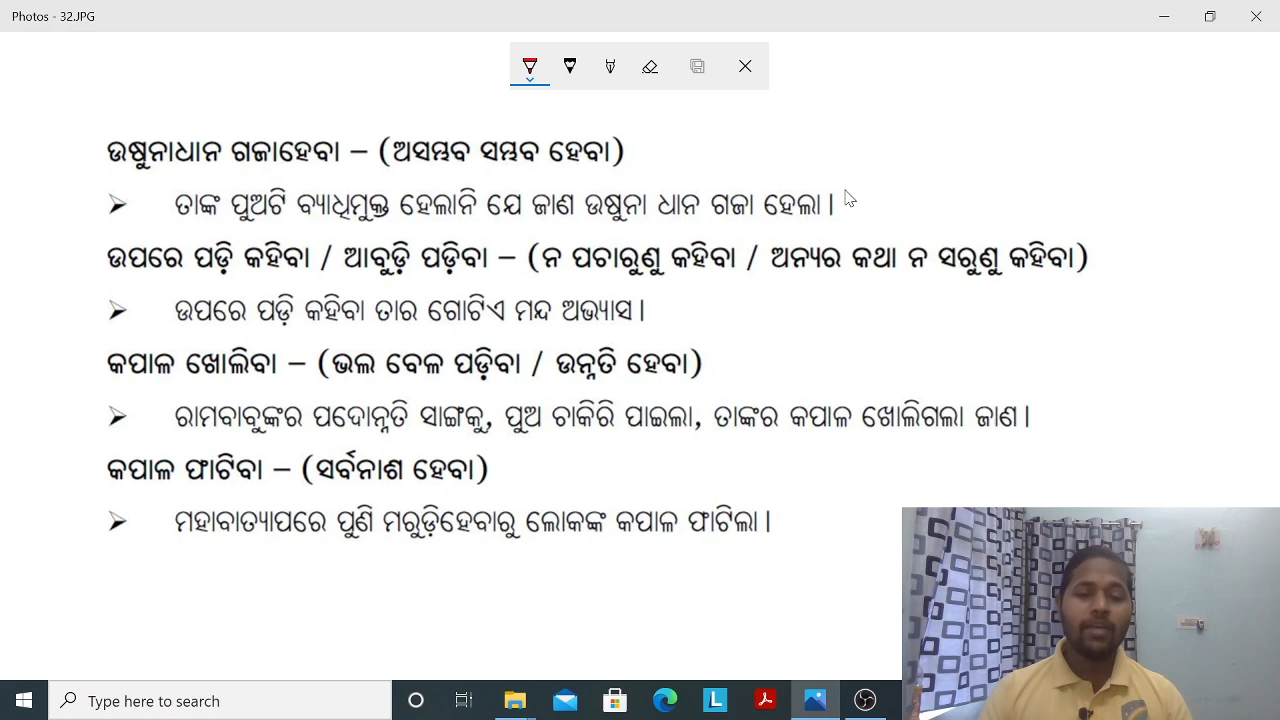 Photos - 32.JPG
ଉଷୁନାଧାନ ଗଜାହେବା – (ଅସମ୍ଭବ ସମ୍ଭବ ହେବା)
➢ ତାଙ୍କ ପୁଅଟି ବ୍ୟାଧିମୁକ୍ତ ହେଲାନି ଯେ ଜାଣ ଉଷୁନା ଧାନ ଗଜା ହେଲା।
ଉପରେ ପଡ଼ି କହିବା / ଆବୁଡ଼ି ପଡ଼ିବା – (ନ ପଚାରୁଣୁ କହିବା / ଅନ୍ୟର କଥା ନ ସରୁଣୁ କହିବା)
➢ ଉପରେ ପଡ଼ି କହିବା ତାର ଗୋଟିଏ ମନ୍ଦ ଅଭ୍ୟାସ।
କପାଳ ଖୋଲିବା – (ଭଲ ବେଳ ପଡ଼ିବା / ଉନ୍ନତି ହେବା)
➢ ରାମବାବୁଙ୍କର ପଦୋନ୍ନତି ସାଙ୍ଗକୁ, ପୁଅ ଚାକିରି ପାଇଲା, ତାଙ୍କର କପାଳ ଖୋଲିଗଲା ଜାଣ।
କପାଳ ଫାଟିବା – (ସର୍ବନାଶ ହେବା)
➢ ମହାବାତ୍ୟାପରେ ପୁଣି ମରୁଡ଼ିହେବାରୁ ଲୋକଙ୍କ କପାଳ ଫାଟିଲା।
Type here to search